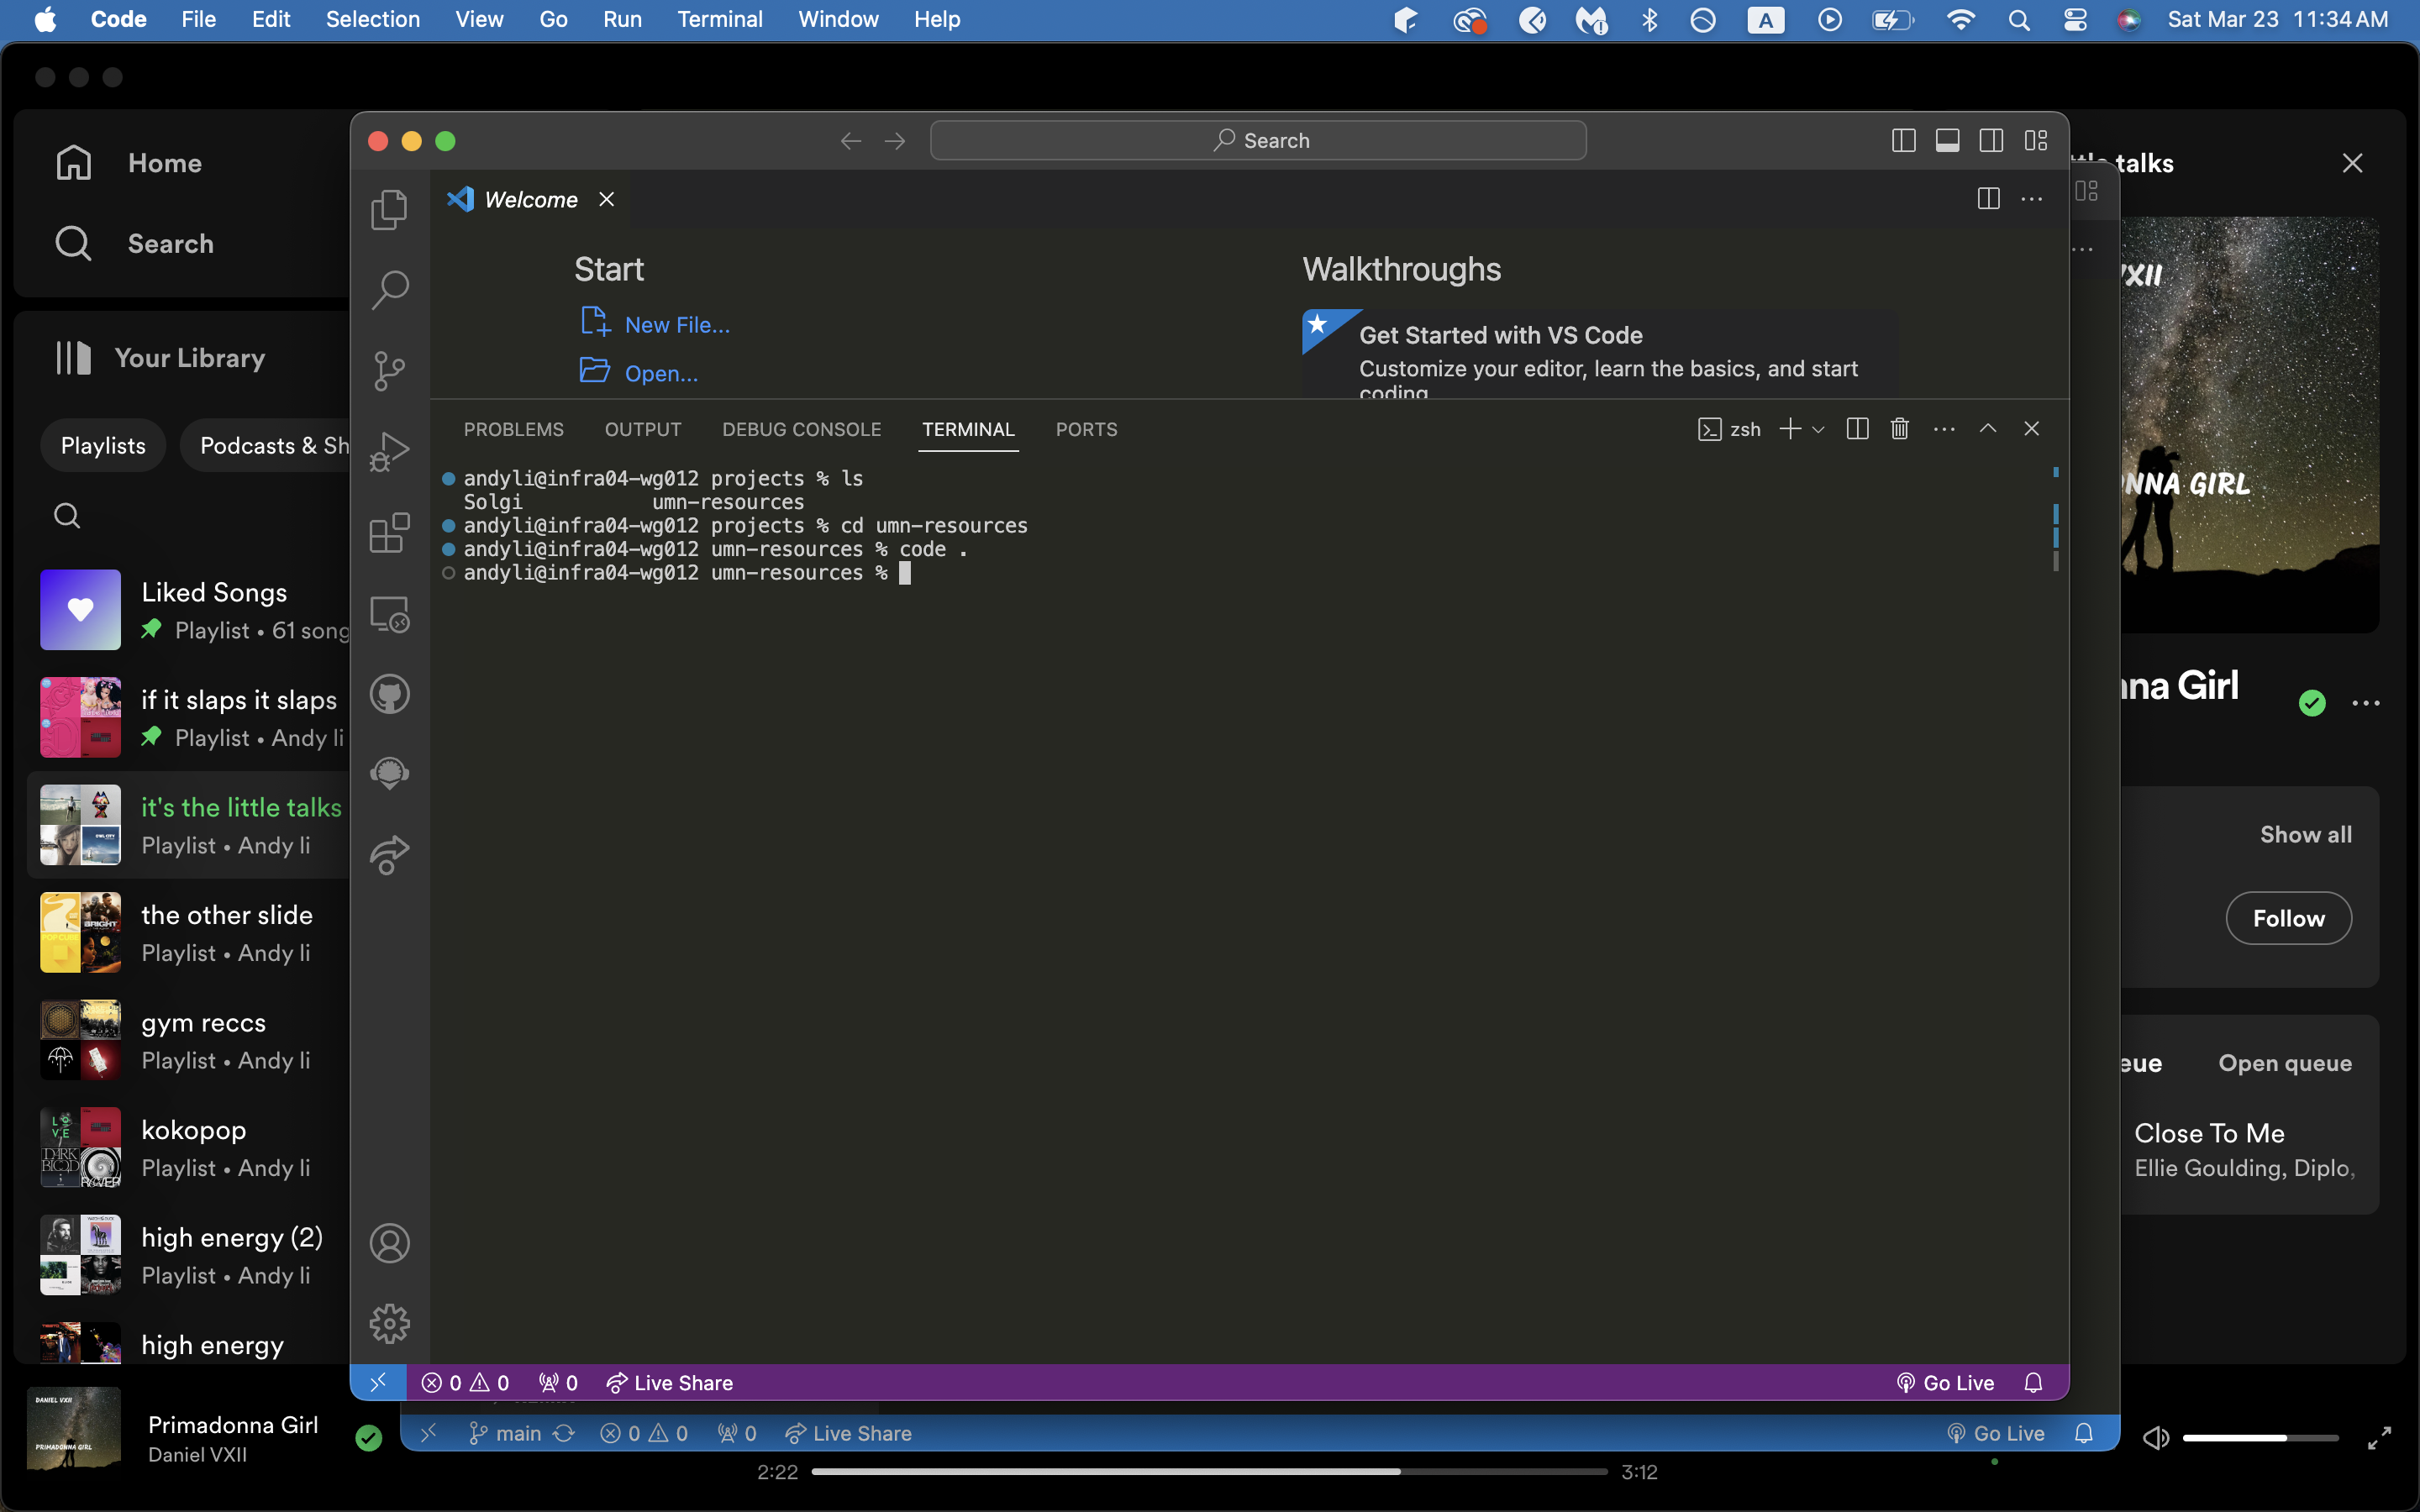 Code File Edit Selection View Go Run Terminal Window Help
A
Sat Mar 23 11:34 AM
Home
Search
Your Library
Playlists
Podcasts & Sh
Liked Songs
Playlist • 61 song
if it slaps it slaps
Playlist • Andy li
it's the little talks
Playlist • Andy li
the other slide
Playlist • Andy li
gym reccs
Playlist • Andy li
kokopop
Playlist • Andy li
high energy (2)
Playlist • Andy li
high energy
Primadonna Girl
Daniel VXII
DANIEL VXII
PRIMADONNA GIRL
Search
Welcome
Start
New File...
Open...
Walkthroughs
Get Started with VS Code
Customize your editor, learn the basics, and start
coding
PROBLEMS OUTPUT DEBUG CONSOLE TERMINAL PORTS
zsh
andyli@infra04-wg012 projects % ls
Solgi umn-resources
andyli@infra04-wg012 projects % cd umn-resources
andyli@infra04-wg012 umn-resources % code .
andyli@infra04-wg012 umn-resources %
0 0 0 Live Share
Go Live
main 0 0 0 Live Share
Go Live
2:22
3:12
talks
VXII
NNA GIRL
nna Girl
Show all
Follow
eue
Open queue
Close To Me
Ellie Goulding, Diplo,